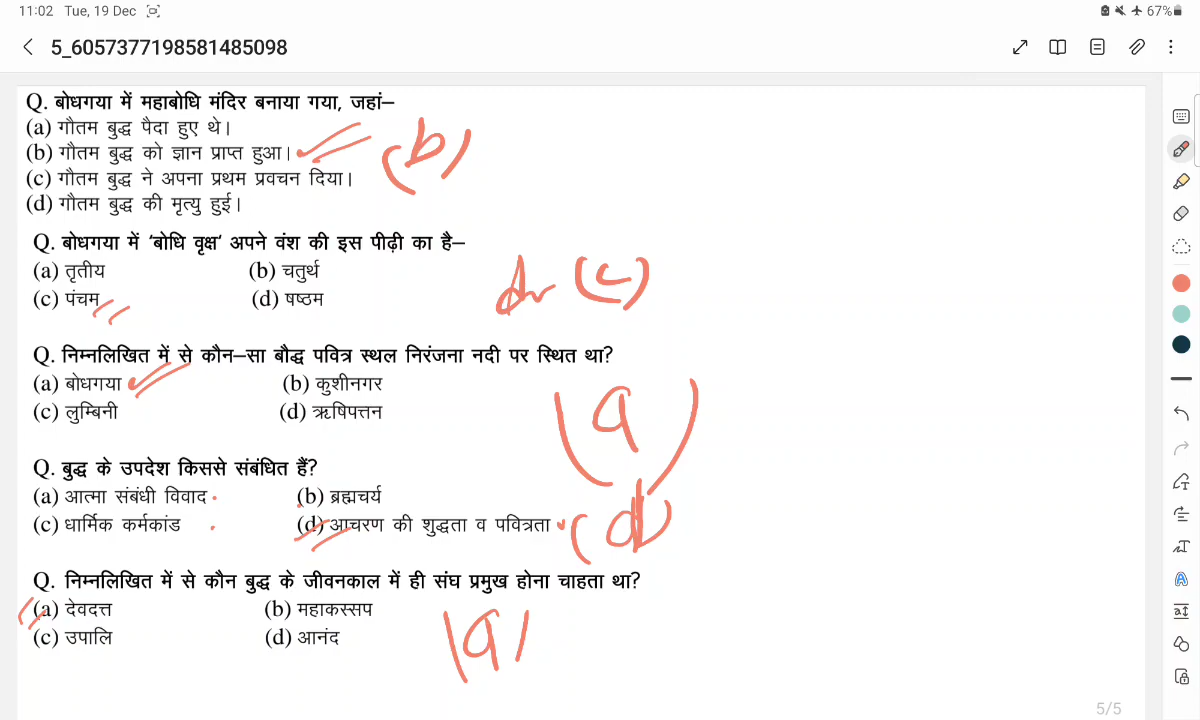 11:02 Tue, 19 Dec 67%
5_6057377198581485098
Q. बोधगया में महाबोधि मंदिर बनाया गया, जहां–
(a) गौतम बुद्ध पैदा हुए थे।
(b) गौतम बुद्ध को ज्ञान प्राप्त हुआ।
(b)
(c) गौतम बुद्ध ने अपना प्रथम प्रवचन दिया।
(d) गौतम बुद्ध की मृत्यु हुई।
Q. बोधगया में 'बोधि वृक्ष' अपने वंश की इस पीढ़ी का है–
(a) तृतीय (b) चतुर्थ
(c)
(c) पंचम (d) षष्ठम
Q. निम्नलिखित में से कौन–सा बौद्ध पवित्र स्थल निरंजना नदी पर स्थित था?
(a) बोधगया (b) कुशीनगर
(c) लुम्बिनी (d) ऋषिपत्तन
(a)
Q. बुद्ध के उपदेश किससे संबंधित हैं?
(a) आत्मा संबंधी विवाद (b) ब्रह्मचर्य
(c) धार्मिक कर्मकांड (d) आचरण की शुद्धता व पवित्रता (d)
Q. निम्नलिखित में से कौन बुद्ध के जीवनकाल में ही संघ प्रमुख होना चाहता था?
(a) देवदत्त (b) महाकस्सप
(c) उपालि (d) आनंद
(a)
5/5